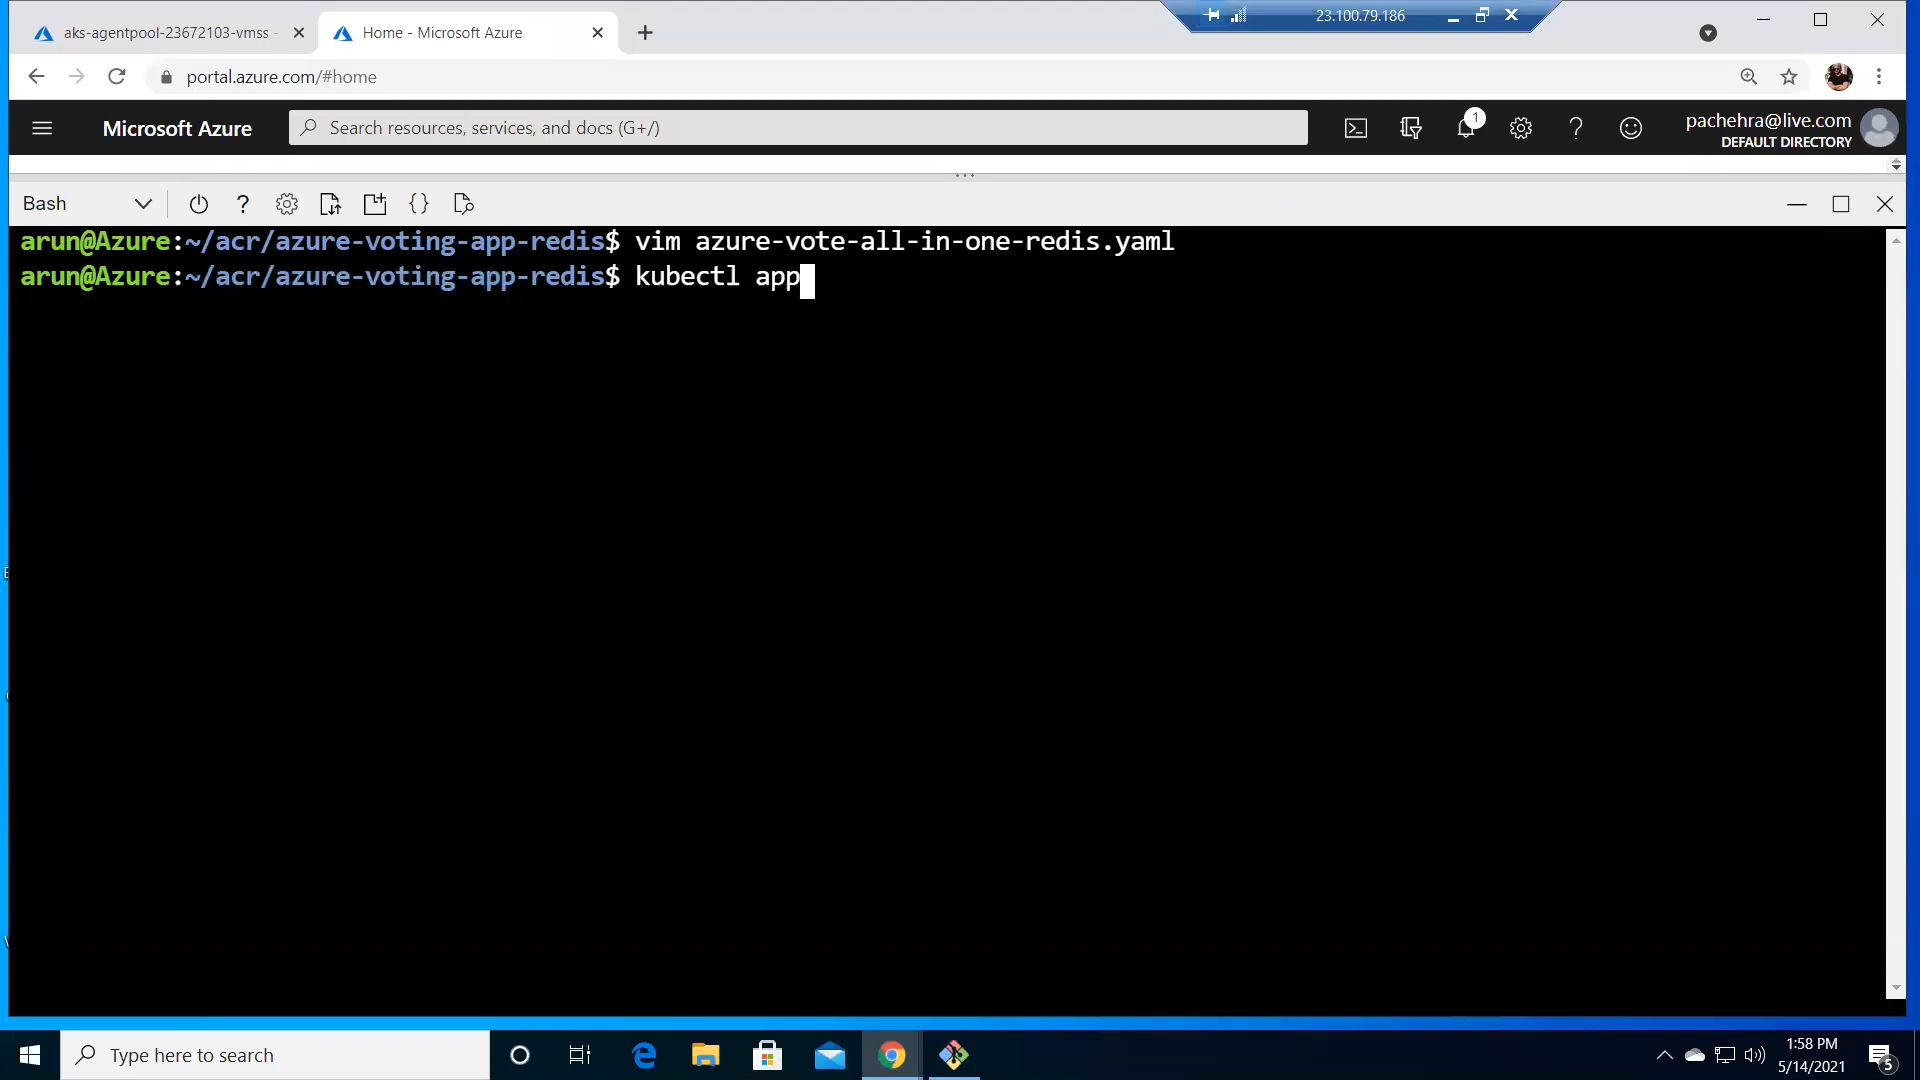 aks-agentpool-23672103-vmss -
Home - Microsoft Azure
23.100.79.186
portal.azure.com/#home
Microsoft Azure
Search resources, services, and docs (G+/)
1
pachehra@live.com
DEFAULT DIRECTORY
Bash
arun@Azure:~/acr/azure-voting-app-redis$ vim azure-vote-all-in-one-redis.yaml
arun@Azure:~/acr/azure-voting-app-redis$ kubectl app
Type here to search
1:58 PM
5/14/2021
5